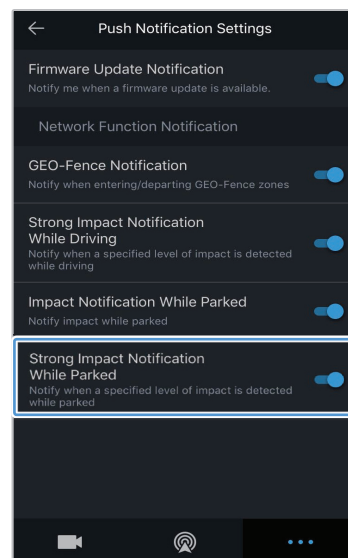 Push Notification Settings
Firmware Update Notification
Notify me when a firmware update is available.
Network Function Notification
GEO-Fence Notification
Notify when entering/departing GEO-Fence zones
Strong Impact Notification
While Driving
Notify when a specified level of impact is detected
while driving
Impact Notification While Parked
Notify impact while parked
Strong Impact Notification
While Parked
Notify when a specified level of impact is detected
while parked